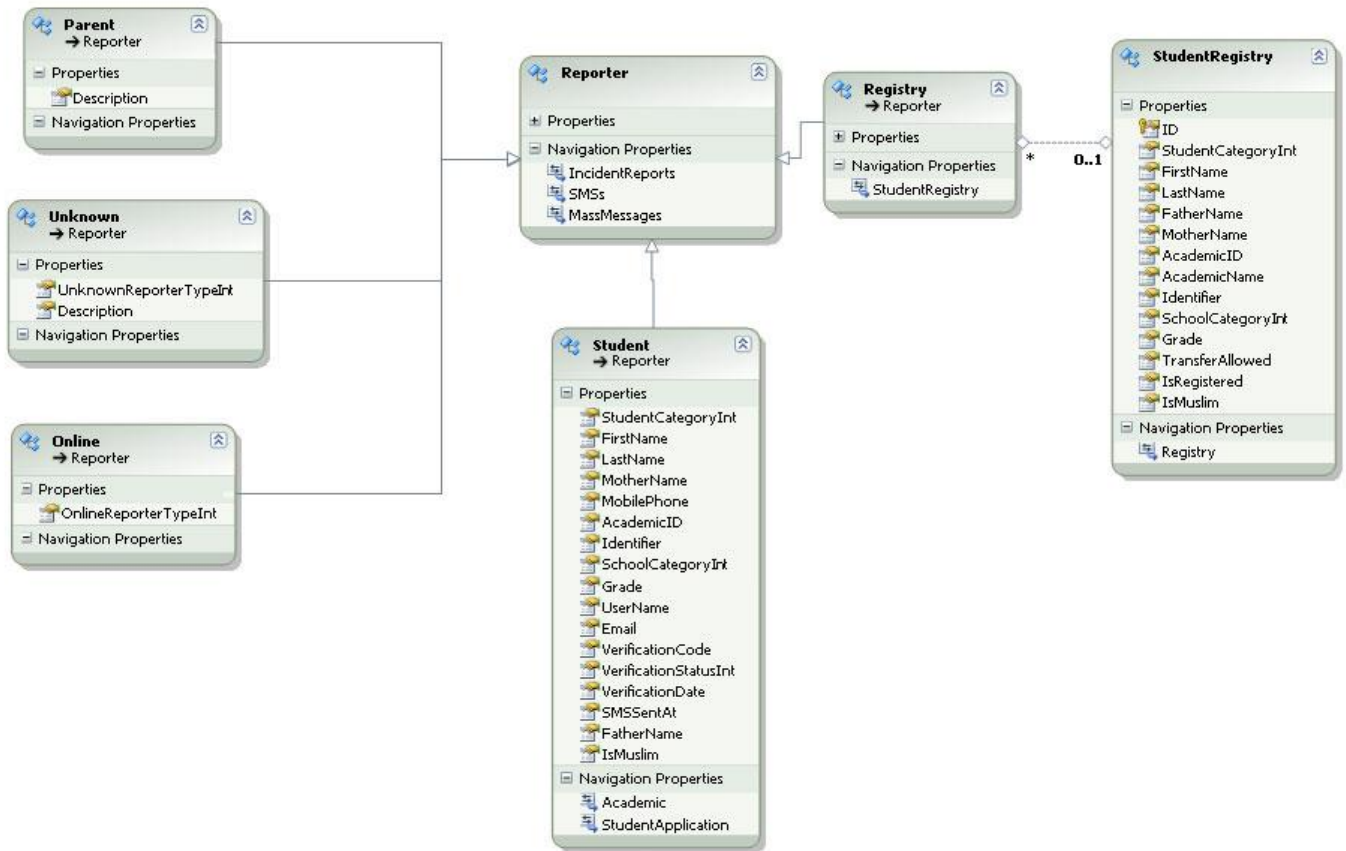 Parent
→ Reporter
Properties
Description
Navigation Properties
Unknown
→ Reporter
Properties
UnknownReporterTypeInt
Description
Navigation Properties
Online
→ Reporter
Properties
OnlineReporterTypeInt
Navigation Properties
Reporter
Properties
Navigation Properties
IncidentReports
SMSs
MassMessages
Student
→ Reporter
Properties
StudentCategoryInt
FirstName
LastName
MotherName
MobilePhone
AcademicID
Identifier
SchoolCategoryInt
Grade
UserName
Email
VerificationCode
VerificationStatusInt
VerificationDate
SMSSentAt
FatherName
IsMuslim
Navigation Properties
Academic
StudentApplication
Registry
→ Reporter
Properties
Navigation Properties
StudentRegistry
* 0..1
StudentRegistry
Properties
ID
StudentCategoryInt
FirstName
LastName
FatherName
MotherName
AcademicID
AcademicName
Identifier
SchoolCategoryInt
Grade
TransferAllowed
IsRegistered
IsMuslim
Navigation Properties
Registry